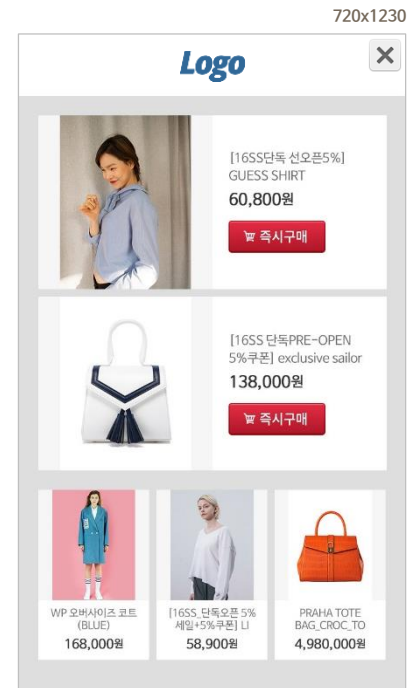 720x1230
Logo
[16SS단독 선오픈5%]
GUESS SHIRT
60,800원
즉시구매
[16SS 단독PRE-OPEN
5%쿠폰] exclusive sailor
138,000원
즉시구매
WP 오버사이즈 코트
(BLUE)
168,000원
[16SS_단독오픈 5%
세일+5%쿠폰] LI
58,900원
PRAHA TOTE
BAG_CROC_TO
4,980,000원